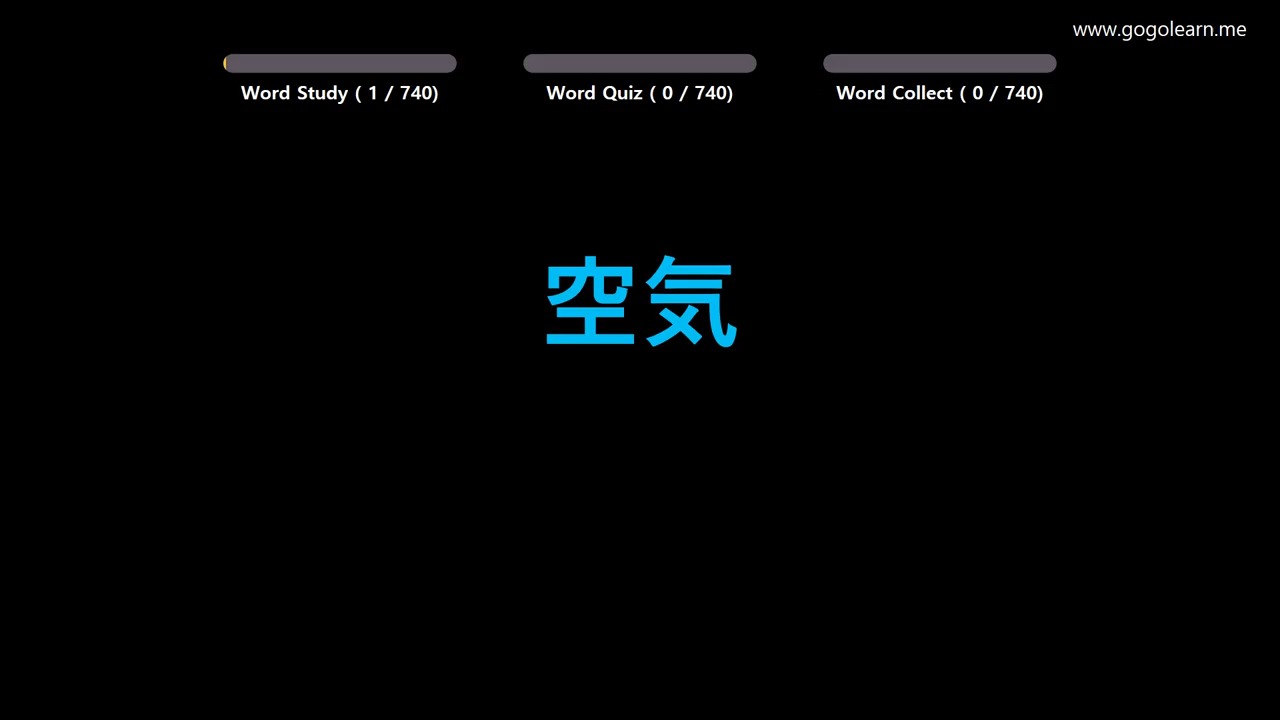 www.gogolearn.me
Word Study ( 1 / 740)
Word Quiz ( 0 / 740)
Word Collect ( 0 / 740)
空気